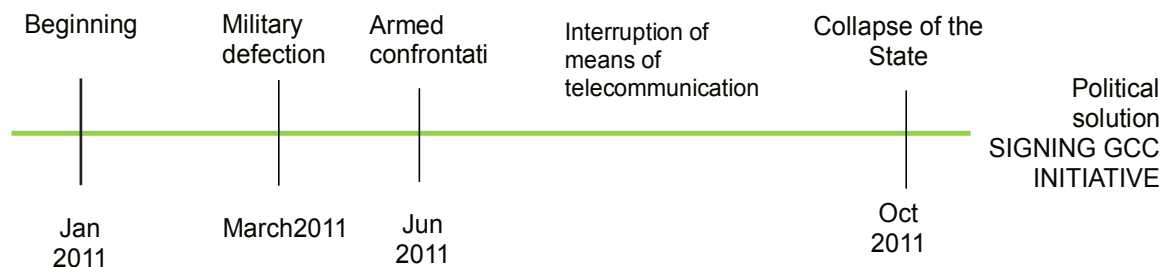 Beginning
Military
defection
Armed
confrontati
Interruption of
means of
telecommunication
Collapse of the
State
Political
solution
SIGNING GCC
INITIATIVE
Jan
2011
March2011
Jun
2011
Oct
2011